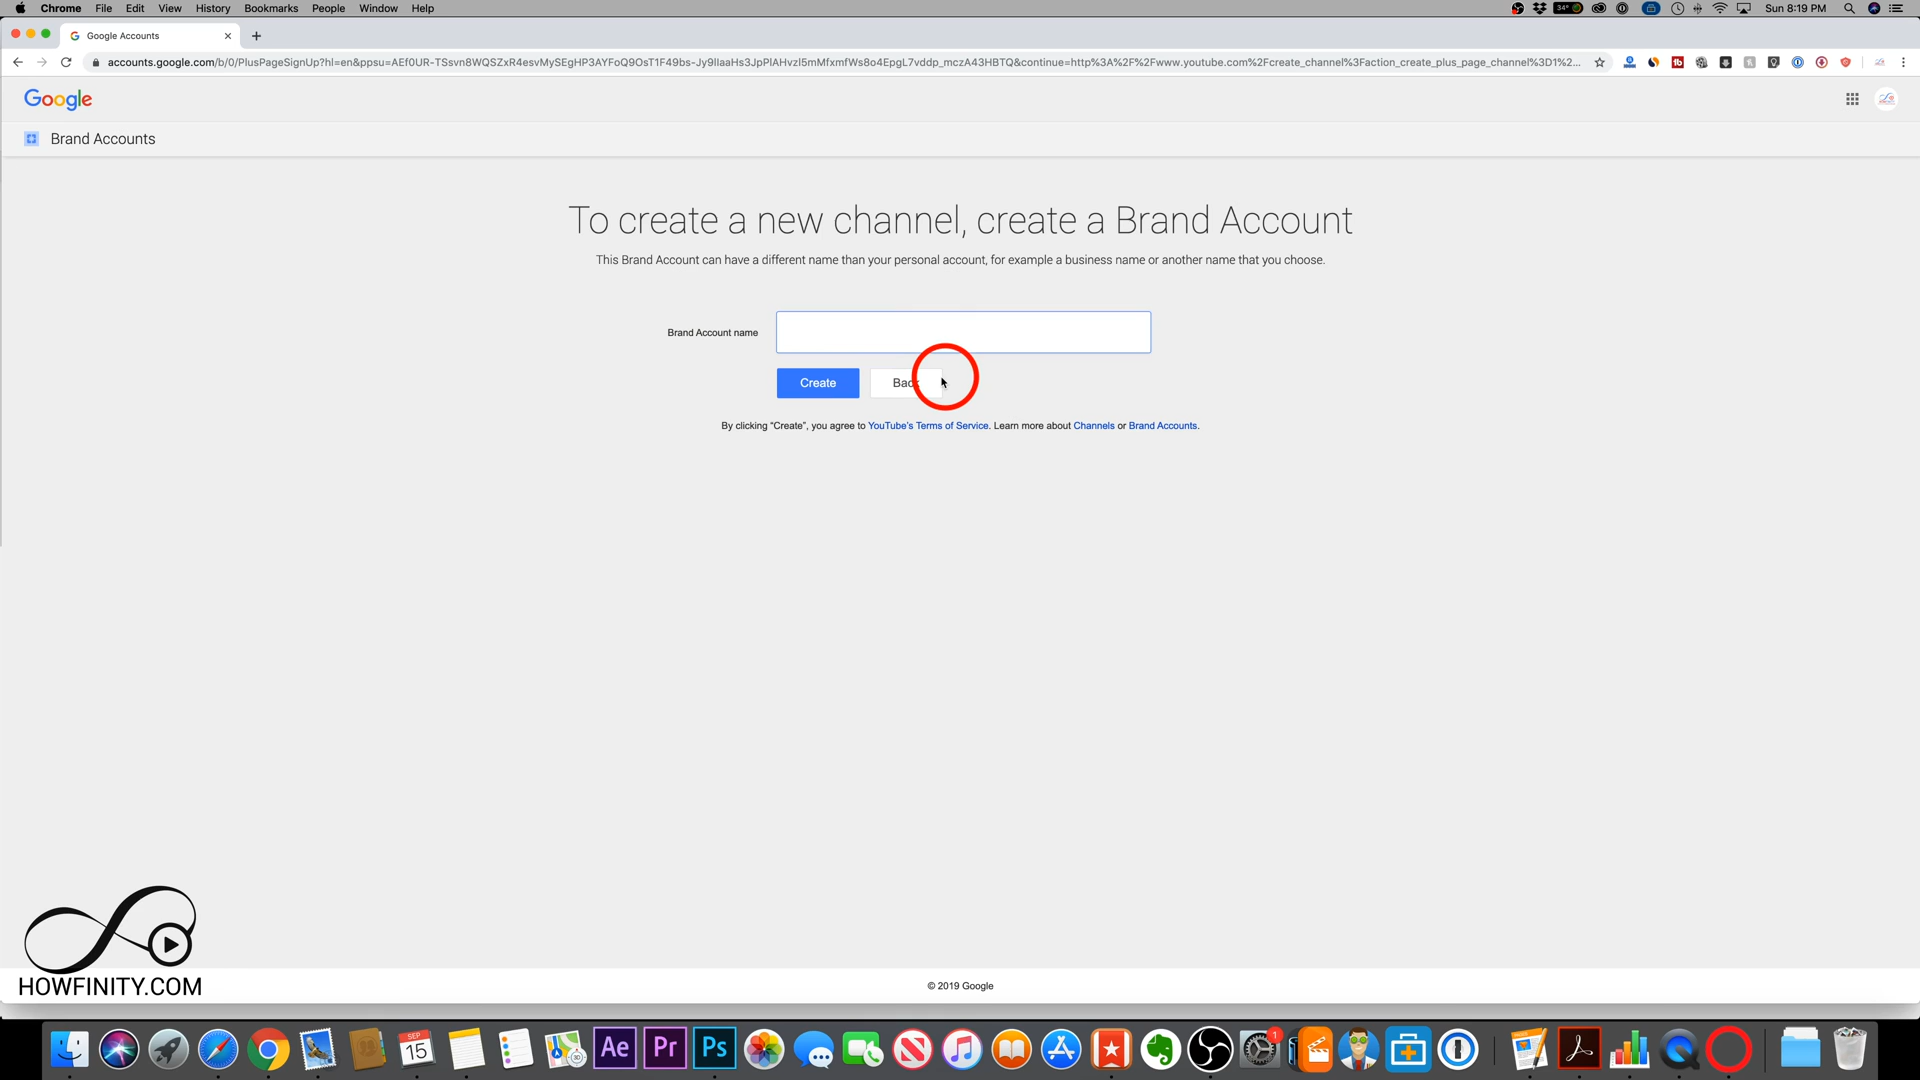 Chrome File Edit View History Bookmarks People Window Help
34° Sun 8:19 PM
Google Accounts
accounts.google.com/b/0/PlusPageSignUp?hl=en&ppsu=AEf0UR-TSsvn8WQSZxR4esvMySEgHP3AYFoQ9OsT1F49bs-Jy9IIaaHs3JpPlAHvzl5mMfxmfWs8o4EpgL7vddp_mczA43HBTQ&continue=http%3A%2F%2Fwww.youtube.com%2Fcreate_channel%3Faction_create_plus_page_channel%3D1%2...
Google
Brand Accounts
To create a new channel, create a Brand Account
This Brand Account can have a different name than your personal account, for example a business name or another name that you choose.
Brand Account name
Create Back
By clicking "Create", you agree to YouTube's Terms of Service. Learn more about Channels or Brand Accounts.
HOWFINITY.COM
© 2019 Google
SEP
15
Ae Pr Ps
1